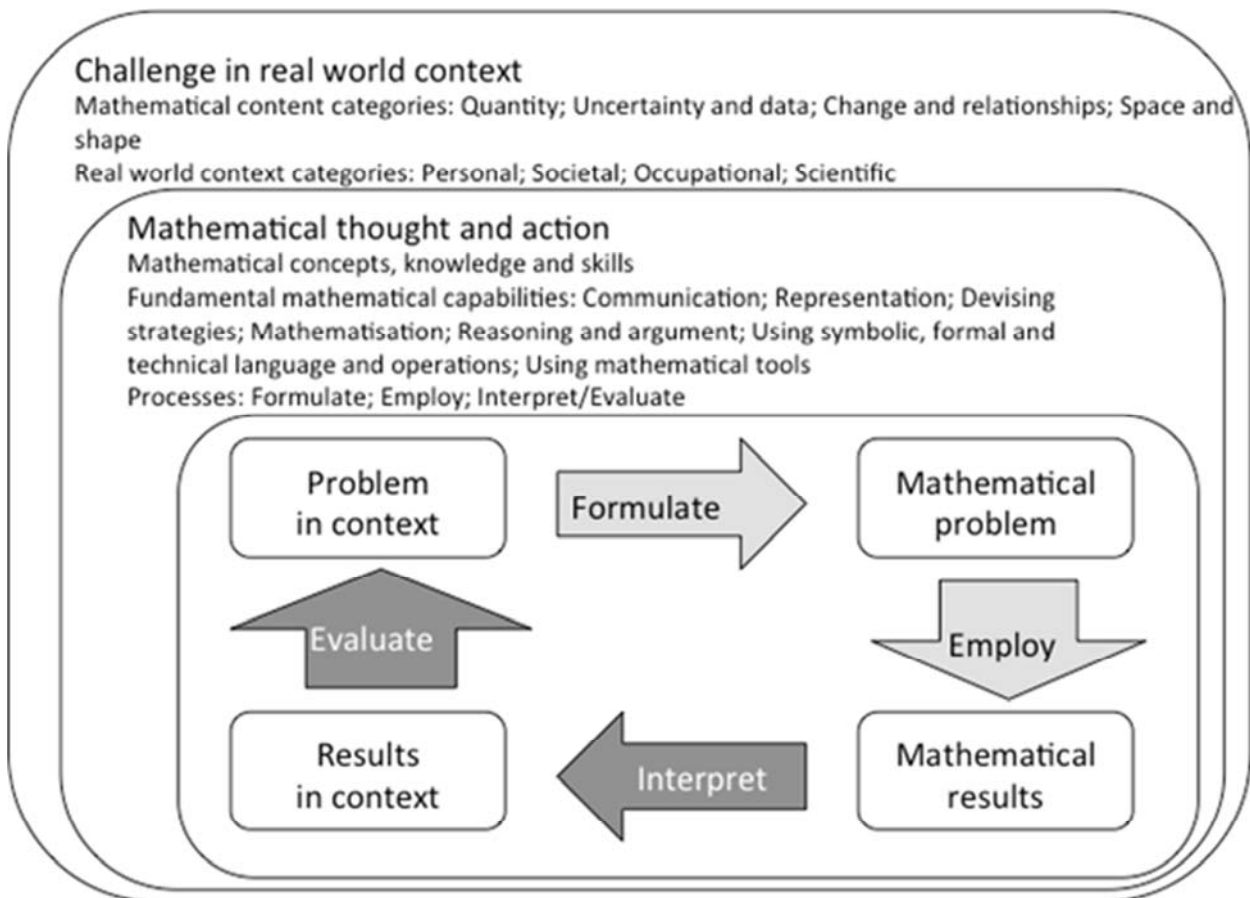 Challenge in real world context
Mathematical content categories: Quantity; Uncertainty and data; Change and relationships; Space and
shape
Real world context categories: Personal; Societal; Occupational; Scientific
Mathematical thought and action
Mathematical concepts, knowledge and skills
Fundamental mathematical capabilities: Communication; Representation; Devising
strategies; Mathematisation; Reasoning and argument; Using symbolic, formal and
technical language and operations; Using mathematical tools
Processes: Formulate; Employ; Interpret/Evaluate
Problem
in context
Formulate
Mathematical
problem
Evaluate
Employ
Results
in context
Interpret
Mathematical
results